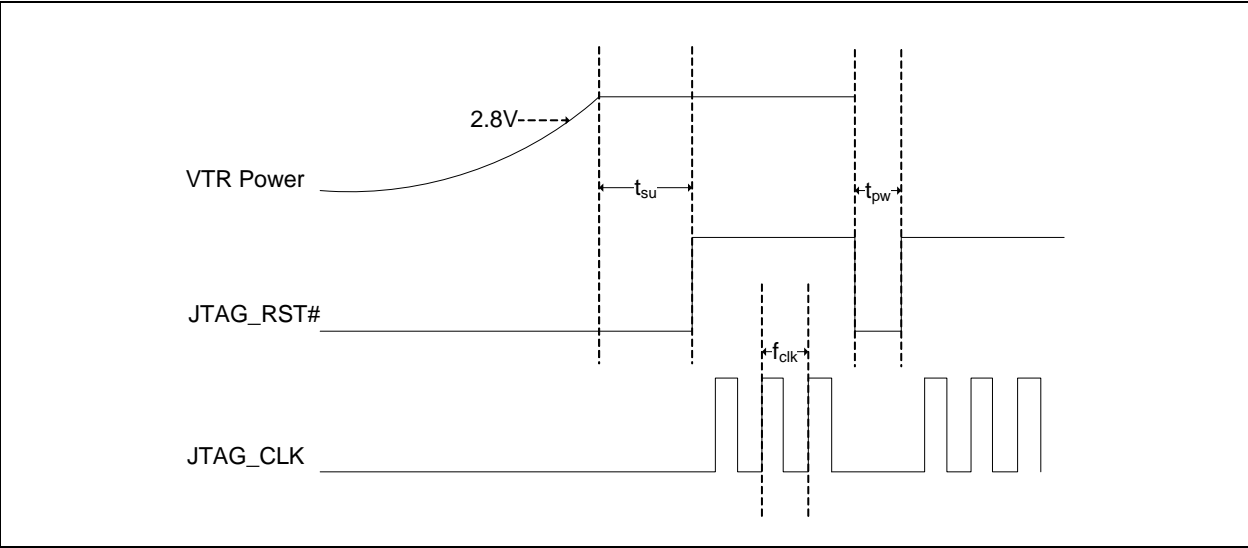 2.8V
VTR Power
tsu
tpw
JTAG_RST#
fclk
JTAG_CLK